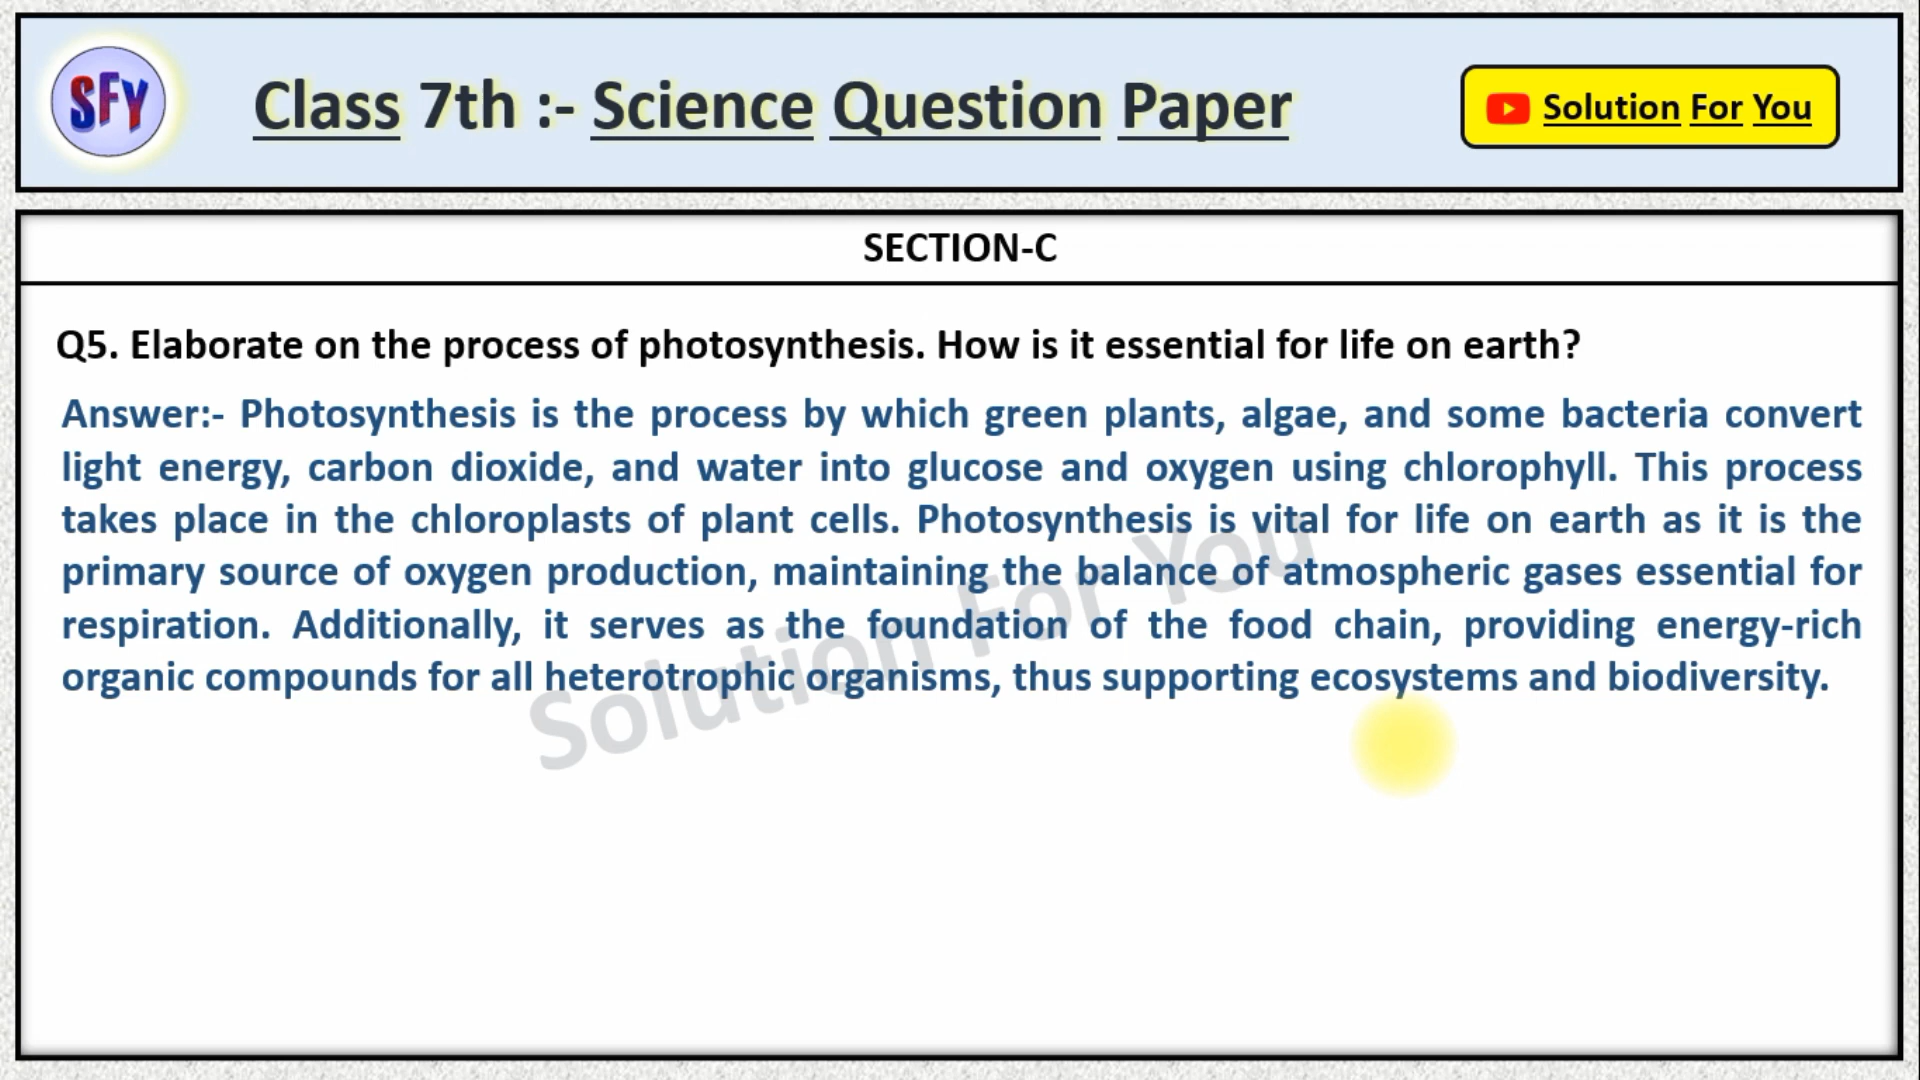 SFY
Class 7th :- Science Question Paper
Solution For You
SECTION-C
Q5. Elaborate on the process of photosynthesis. How is it essential for life on earth?
Answer:- Photosynthesis is the process by which green plants, algae, and some bacteria convert
light energy, carbon dioxide, and water into glucose and oxygen using chlorophyll. This process
takes place in the chloroplasts of plant cells. Photosynthesis is vital for life on earth as it is the
primary source of oxygen production, maintaining the balance of atmospheric gases essential for
respiration. Additionally, it serves as the foundation of the food chain, providing energy-rich
organic compounds for all heterotrophic organisms, thus supporting ecosystems and biodiversity.
Solution For You